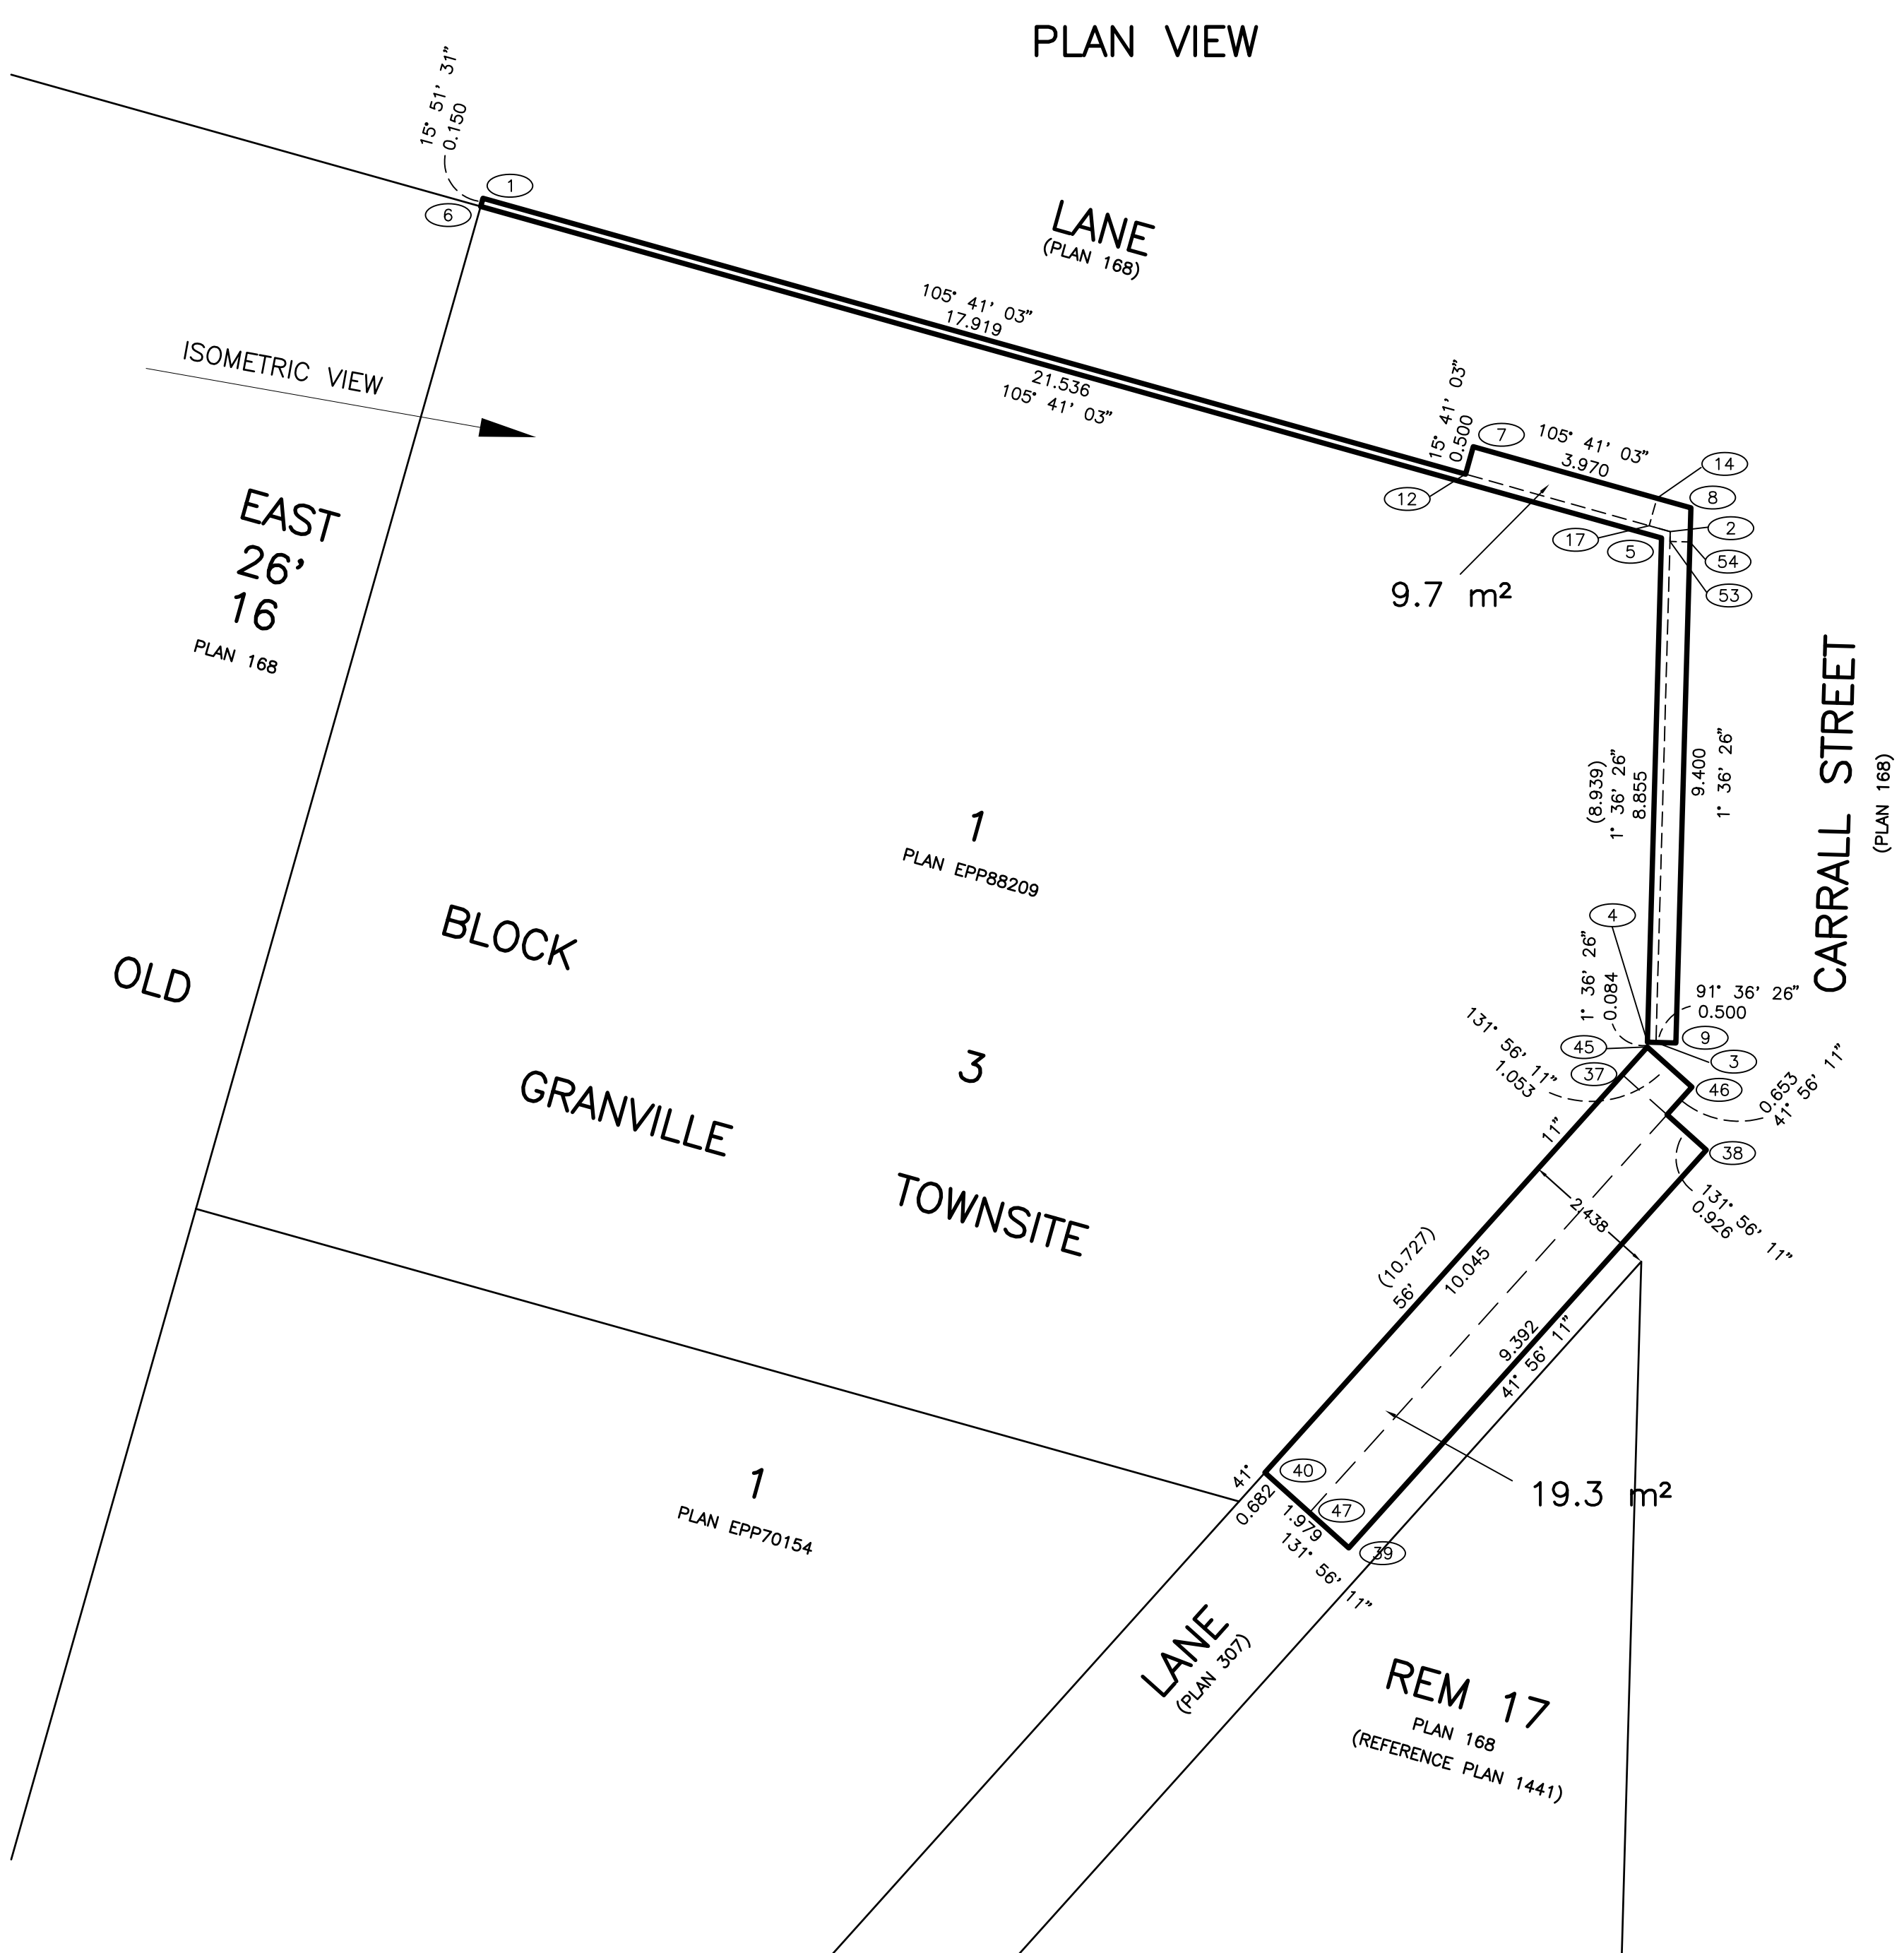 PLAN VIEW
15° 51' 31"
0.150
1
6
LANE
(PLAN 168)
105° 41' 03"
17.919
21.536
105° 41' 03"
ISOMETRIC VIEW
15° 41' 03"
0.500
7
105° 41' 03"
3.970
14
8
12
2
17
5
54
53
9.7 m²
EAST
26'
16
PLAN 168
CARRALL STREET
(PLAN 168)
(8.939)
1° 36' 26"
8.855
9.400
1° 36' 26"
1
PLAN EPP88209
BLOCK
OLD
4
1° 36' 26"
0.084
91° 36' 26"
0.500
9
3
45
37
131° 56' 11"
1.053
46
0.653
41° 56' 11"
38
131° 56' 11"
0.926
3
GRANVILLE
TOWNSITE
11"
2.438
(10.727)
56'
10.045
9.392
41° 56' 11"
41°
0.682
40
47
39
1.979
131° 56' 11"
19.3 m²
1
PLAN EPP70154
LANE
(PLAN 307)
REM 17
PLAN 168
(REFERENCE PLAN 1441)